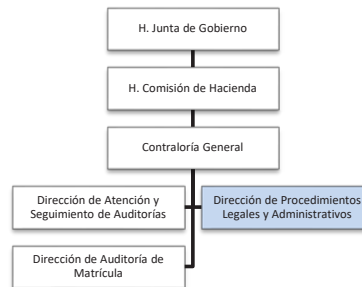 H. Junta de Gobierno
H. Comisión de Hacienda
Contraloría General
Dirección de Atención y
Seguimiento de Auditorías
Dirección de Procedimientos
Legales y Administrativos
Dirección de Auditoría de
Matrícula